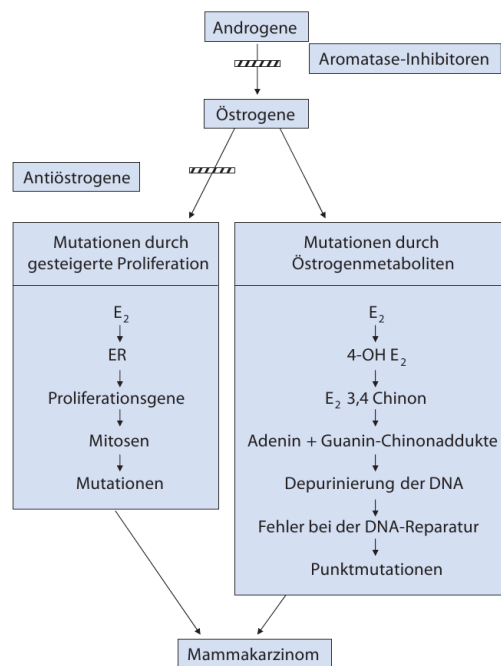 Androgene
Aromatase-Inhibitoren
Östrogene
Antiöstrogene
Mutationen durch
gesteigerte Proliferation
E₂
ER
Proliferationsgene
Mitosen
Mutationen
Mutationen durch
Östrogenmetaboliten
E₂
4-OH E₂
E₂ 3,4 Chinon
Adenin + Guanin-Chinonaddukte
Depurinierung der DNA
Fehler bei der DNA-Reparatur
Punktmutationen
Mammakarzinom